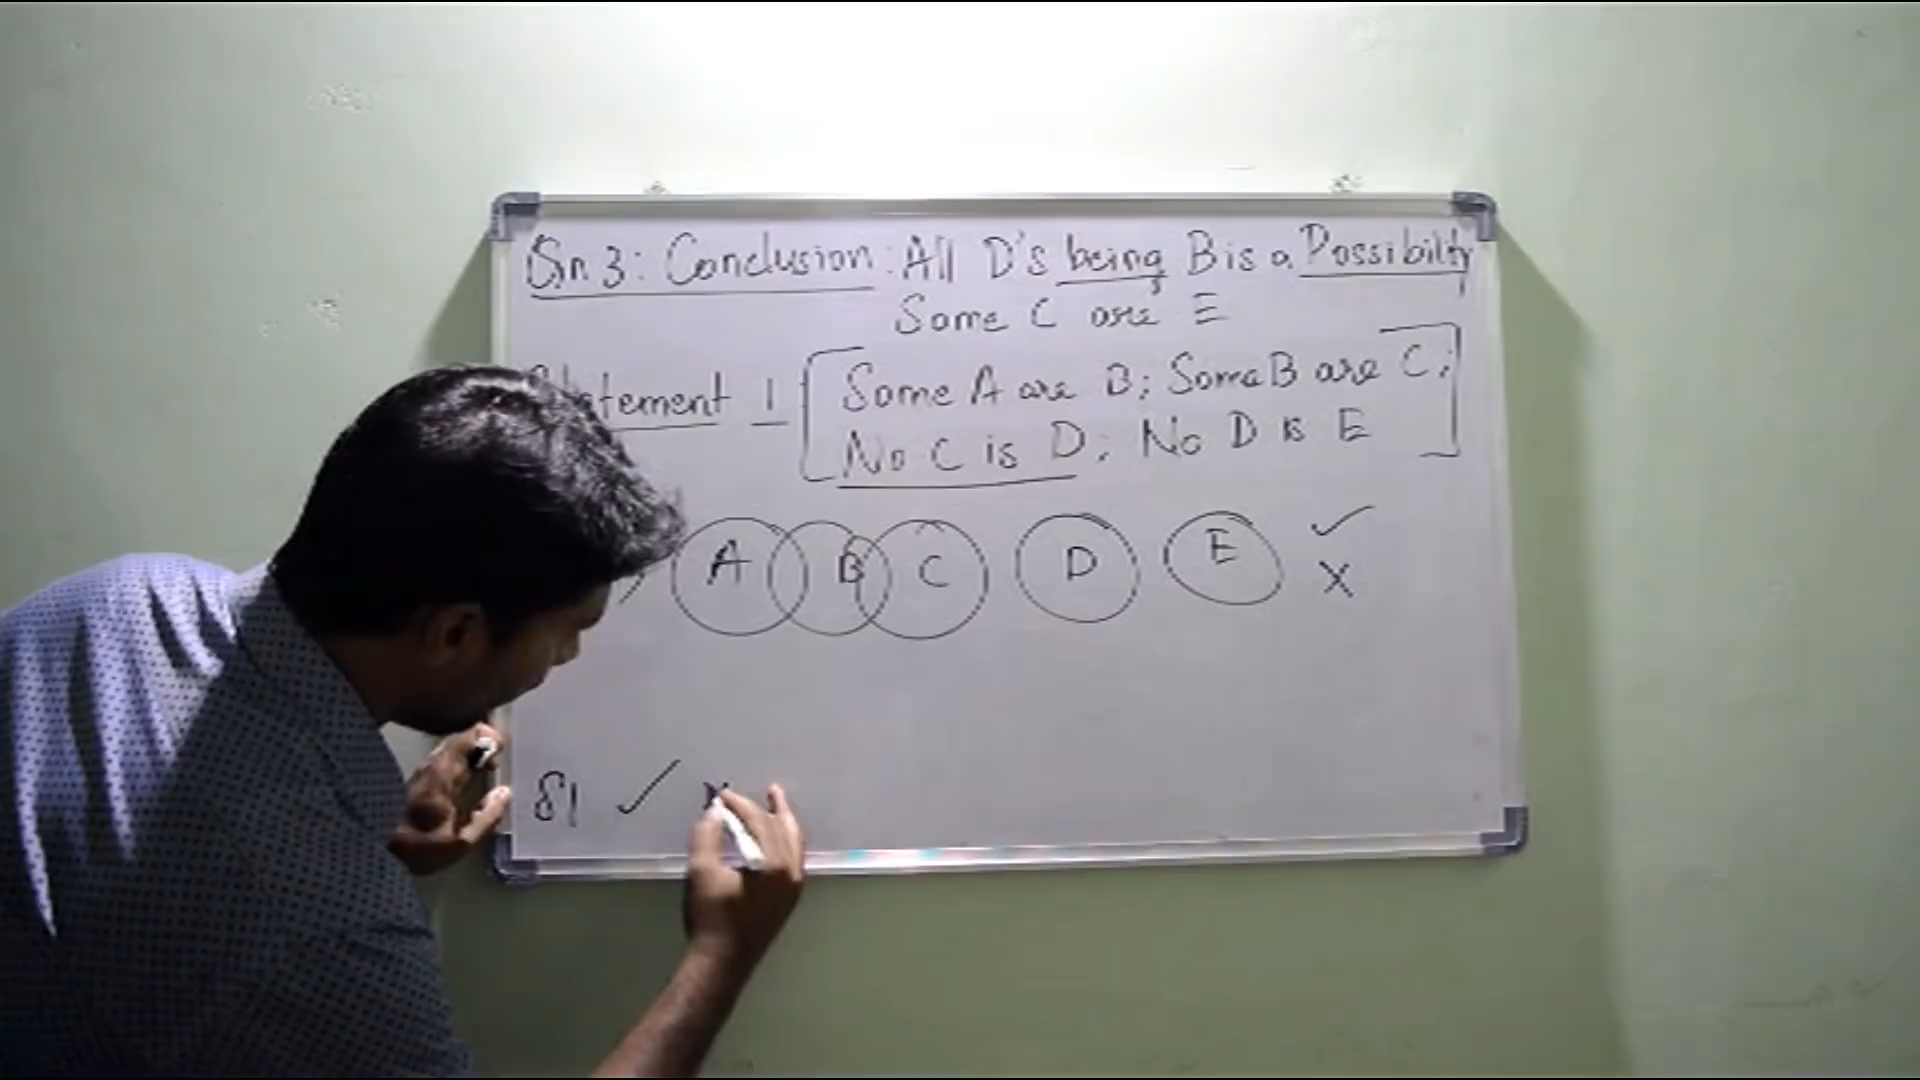 Qn 3: Conclusion: All D's being B is a Possibilty
Some C are E
Statement 1 [Some A are B; Some B are C;
No C is D; No D is E]
A B C D E ✓
X
S1 ✓ x